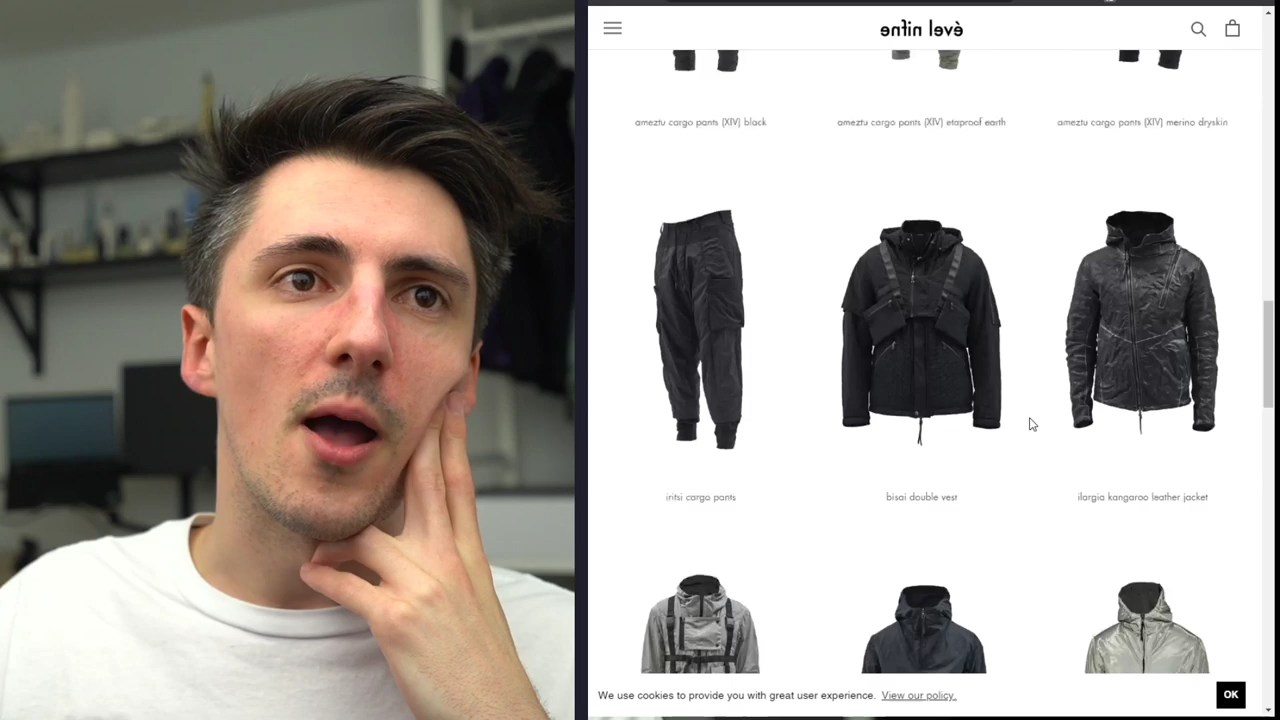 enfin levé
ameztu cargo pants (XIV) black
ameztu cargo pants (XIV) etaproof earth
ameztu cargo pants (XIV) merino dryskin
iritsi cargo pants
bisai double vest
ilargia kangaroo leather jacket
We use cookies to provide you with great user experience. View our policy.
OK